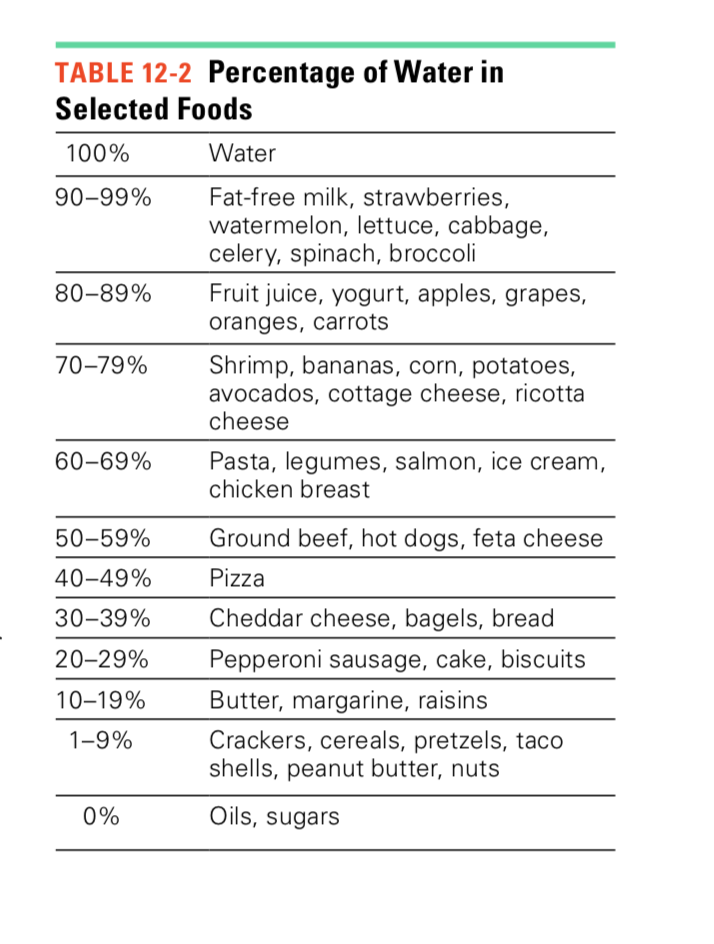 TABLE 12-2 Percentage of Water in
Selected Foods
100% Water
90–99% Fat-free milk, strawberries,
watermelon, lettuce, cabbage,
celery, spinach, broccoli
80–89% Fruit juice, yogurt, apples, grapes,
oranges, carrots
70–79% Shrimp, bananas, corn, potatoes,
avocados, cottage cheese, ricotta
cheese
60–69% Pasta, legumes, salmon, ice cream,
chicken breast
50–59% Ground beef, hot dogs, feta cheese
40–49% Pizza
30–39% Cheddar cheese, bagels, bread
20–29% Pepperoni sausage, cake, biscuits
10–19% Butter, margarine, raisins
1–9% Crackers, cereals, pretzels, taco
shells, peanut butter, nuts
0% Oils, sugars